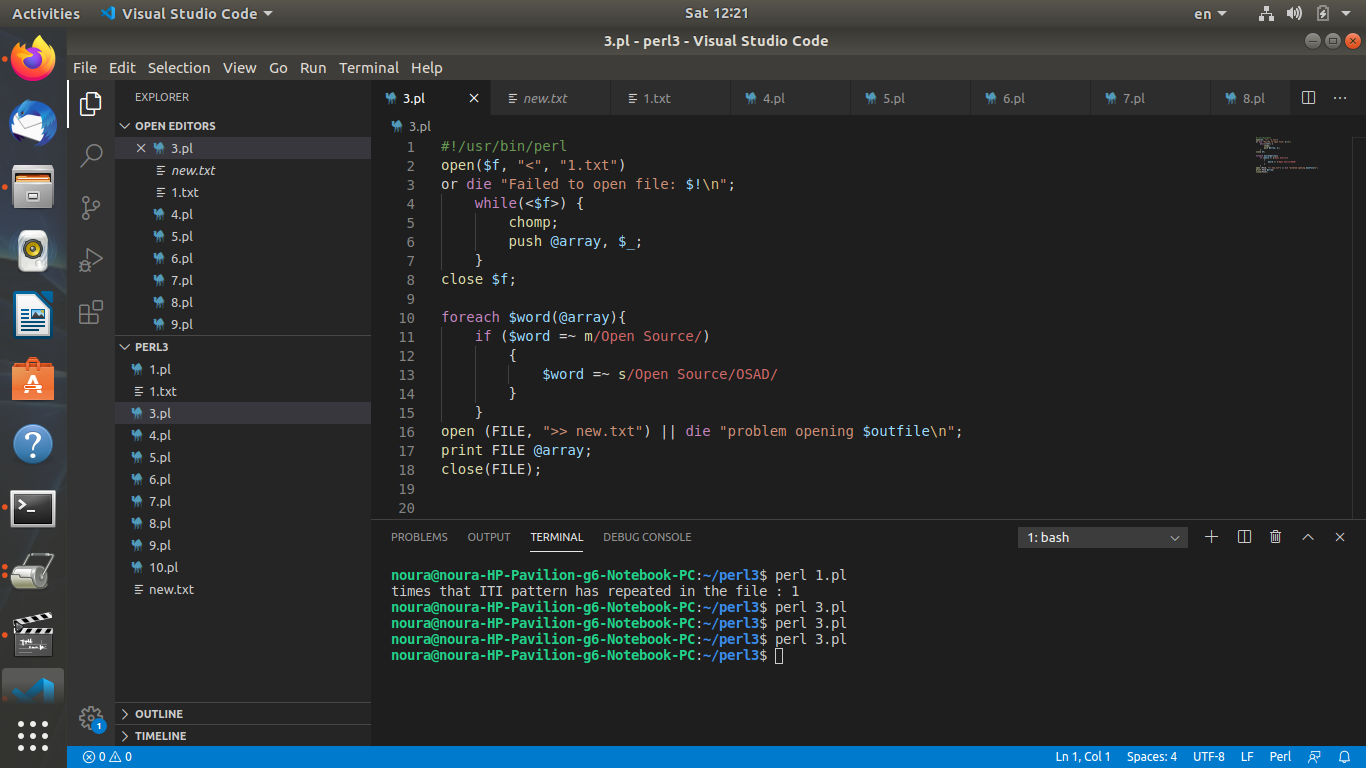 Activities
Visual Studio Code
Sat 12:21
en
3.pl - perl3 - Visual Studio Code
File Edit Selection View Go Run Terminal Help
EXPLORER
OPEN EDITORS
3.pl
new.txt
1.txt
4.pl
5.pl
6.pl
7.pl
8.pl
9.pl
PERL3
1.pl
1.txt
3.pl
4.pl
5.pl
6.pl
7.pl
8.pl
9.pl
10.pl
new.txt
OUTLINE
TIMELINE
1
3.pl new.txt 1.txt 4.pl 5.pl 6.pl 7.pl 8.pl
3.pl
1 #!/usr/bin/perl
2 open($f, "<", "1.txt")
3 or die "Failed to open file: $!\n";
4     while(<$f>) {
5         chomp;
6         push @array, $_;
7     }
8 close $f;
9
10 foreach $word(@array){
11     if ($word =~ m/Open Source/)
12         {
13             $word =~ s/Open Source/OSAD/
14         }
15     }
16 open (FILE, ">> new.txt") || die "problem opening $outfile\n";
17 print FILE @array;
18 close(FILE);
19
20
PROBLEMS OUTPUT TERMINAL DEBUG CONSOLE
1: bash
noura@noura-HP-Pavilion-g6-Notebook-PC:~/perl3$ perl 1.pl
times that ITI pattern has repeated in the file : 1
noura@noura-HP-Pavilion-g6-Notebook-PC:~/perl3$ perl 3.pl
noura@noura-HP-Pavilion-g6-Notebook-PC:~/perl3$ perl 3.pl
noura@noura-HP-Pavilion-g6-Notebook-PC:~/perl3$ perl 3.pl
noura@noura-HP-Pavilion-g6-Notebook-PC:~/perl3$
0 0
Ln 1, Col 1 Spaces: 4 UTF-8 LF Perl